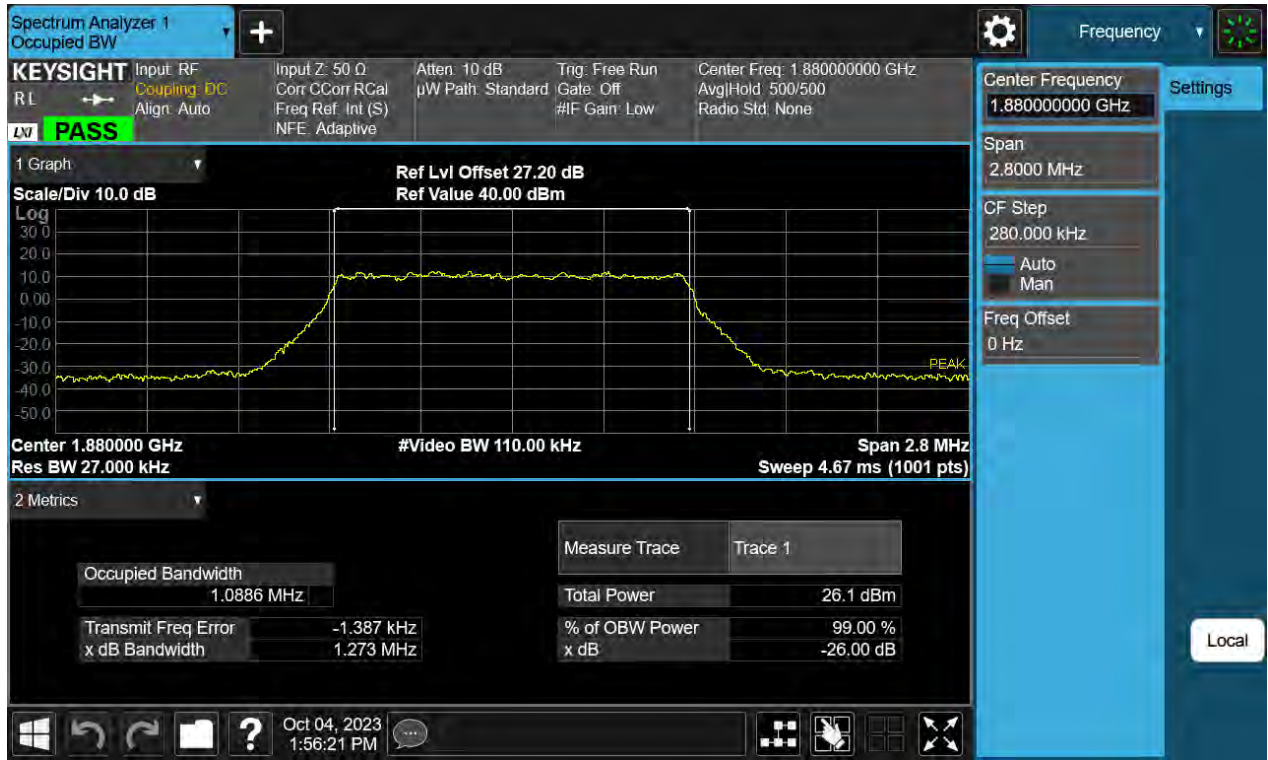 Spectrum Analyzer 1
Occupied BW
+
Frequency
KEYSIGHT
RL
LXI
PASS
Input: RF
Coupling: DC
Align: Auto
Input Z: 50 Ω
Corr CCorr RCal
Freq Ref: Int (S)
NFE: Adaptive
Atten: 10 dB
µW Path: Standard
Trig: Free Run
Gate: Off
#IF Gain: Low
Center Freq: 1.880000000 GHz
Avg|Hold: 500/500
Radio Std: None
Center Frequency
1.880000000 GHz
Settings
Span
2.8000 MHz
CF Step
280.000 kHz
Auto
Man
Freq Offset
0 Hz
Local
1 Graph
Scale/Div 10.0 dB
Ref Lvl Offset 27.20 dB
Ref Value 40.00 dBm
Log
30.0
20.0
10.0
0.00
-10.0
-20.0
-30.0
-40.0
-50.0
PEAK
Center 1.880000 GHz
Res BW 27.000 kHz
#Video BW 110.00 kHz
Span 2.8 MHz
Sweep 4.67 ms (1001 pts)
2 Metrics
Measure Trace Trace 1
Occupied Bandwidth
1.0886 MHz
Total Power 26.1 dBm
Transmit Freq Error -1.387 kHz
% of OBW Power 99.00 %
x dB Bandwidth 1.273 MHz
x dB -26.00 dB
?
Oct 04, 2023
1:56:21 PM